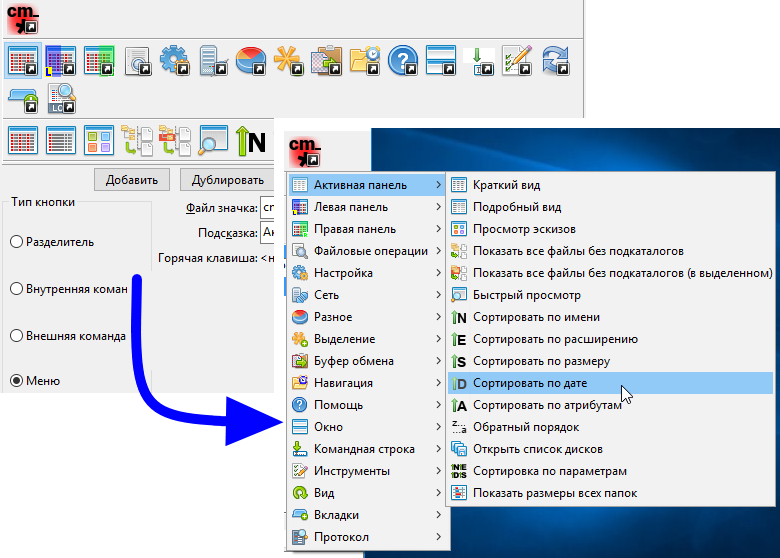 cm_
L
LOG
N
Добавить
Дублировать
Тип кнопки
Файл значка: cm
Разделитель
Подсказка: Ак
Горячая клавиша: <н
Внутренняя коман
Внешняя команда
Меню
cm_
Активная панель
Левая панель
Правая панель
Файловые операции
Настройка
Сеть
Разное
Выделение
Буфер обмена
Навигация
Помощь
Окно
Командная строка
Инструменты
Вид
Вкладки
Протокол
Краткий вид
Подробный вид
Просмотр эскизов
Показать все файлы без подкаталогов
Показать все файлы без подкаталогов (в выделенном)
Быстрый просмотр
N Сортировать по имени
E Сортировать по расширению
S Сортировать по размеру
D Сортировать по дате
A Сортировать по атрибутам
z...a Обратный порядок
Открыть список дисков
NEDS Сортировка по параметрам
Показать размеры всех папок